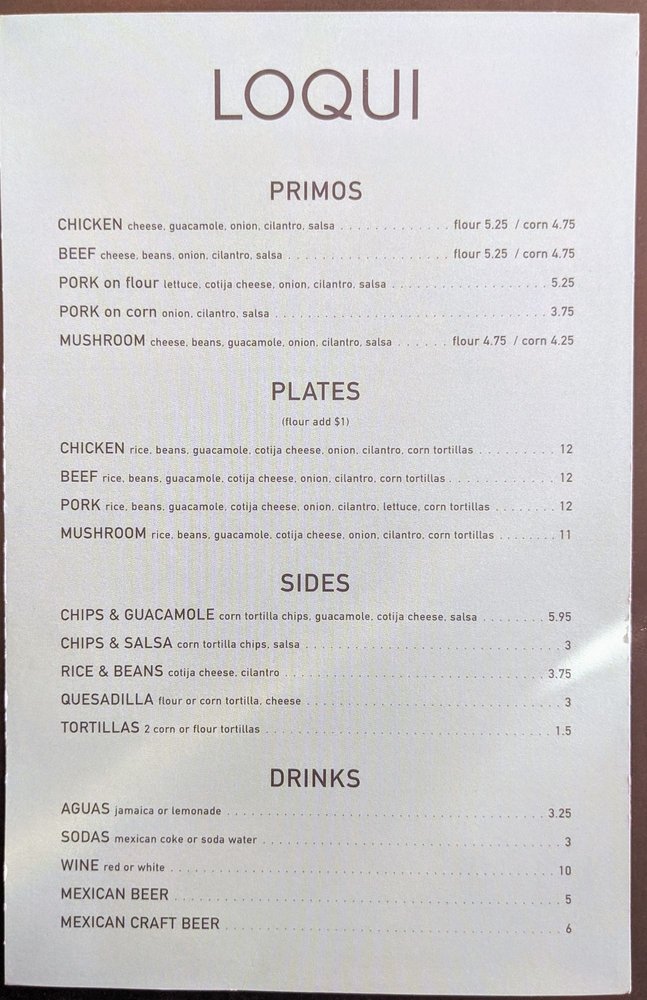 LOQUI
PRIMOS
CHICKEN cheese, guacamole, onion, cilantro, salsa . . . . . . . . . . . . . flour 5.25 / corn 4.75
BEEF cheese, beans, onion, cilantro, salsa . . . . . . . . . . . . . . . . . . . flour 5.25 / corn 4.75
PORK on flour lettuce, cotija cheese, onion, cilantro, salsa . . . . . . . . . . . . . . . . . . . 5.25
PORK on corn onion, cilantro, salsa . . . . . . . . . . . . . . . . . . . . . . . . . . . . . . . . . 3.75
MUSHROOM cheese, beans, guacamole, onion, cilantro, salsa . . . . . . flour 4.75 / corn 4.25
PLATES
(flour add $1)
CHICKEN rice, beans, guacamole, cotija cheese, onion, cilantro, corn tortillas . . . . . . . . . 12
BEEF rice, beans, guacamole, cotija cheese, onion, cilantro, corn tortillas . . . . . . . . . . . . . 12
PORK rice, beans, guacamole, cotija cheese, onion, cilantro, lettuce, corn tortillas . . . . . . . . 12
MUSHROOM rice, beans, guacamole, cotija cheese, onion, cilantro, corn tortillas . . . . . . . . 11
SIDES
CHIPS & GUACAMOLE corn tortilla chips, guacamole, cotija cheese, salsa . . . . . . . . 5.95
CHIPS & SALSA corn tortilla chips, salsa . . . . . . . . . . . . . . . . . . . . . . . . . . . . . . 3
RICE & BEANS cotija cheese, cilantro . . . . . . . . . . . . . . . . . . . . . . . . . . . . . . . 3.75
QUESADILLA flour or corn tortilla, cheese . . . . . . . . . . . . . . . . . . . . . . . . . . . . . . 3
TORTILLAS 2 corn or flour tortillas . . . . . . . . . . . . . . . . . . . . . . . . . . . . . . . . . . 1.5
DRINKS
AGUAS jamaica or lemonade . . . . . . . . . . . . . . . . . . . . . . . . . . . . . . . . . . . . . . 3.25
SODAS mexican coke or soda water . . . . . . . . . . . . . . . . . . . . . . . . . . . . . . . . . . . 3
WINE red or white . . . . . . . . . . . . . . . . . . . . . . . . . . . . . . . . . . . . . . . . . . . . . 10
MEXICAN BEER . . . . . . . . . . . . . . . . . . . . . . . . . . . . . . . . . . . . . . . . . . . . . 5
MEXICAN CRAFT BEER . . . . . . . . . . . . . . . . . . . . . . . . . . . . . . . . . . . . . . . 6